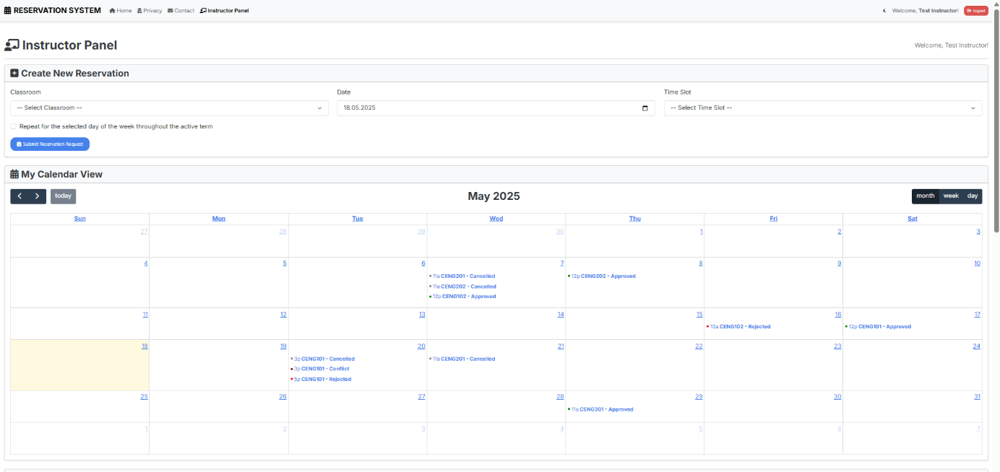 RESERVATION SYSTEM Home Privacy Contact Instructor Panel Welcome, Test Instructor! Logout
Instructor Panel Welcome, Test Instructor!
Create New Reservation
Classroom Date Time Slot
-- Select Classroom -- 18.05.2025 -- Select Time Slot --
Repeat for the selected day of the week throughout the active term
Submit Reservation Request
My Calendar View
today May 2025 month week day
Sun Mon Tue Wed Thu Fri Sat
27 28 29 30 1 2 3
4 5 6 7 8 9 10
11a CENG201 - Cancelled 12p CENG202 - Approved
11a CENG202 - Cancelled
12p CENG102 - Approved
11 12 13 14 15 16 17
10a CENG102 - Rejected 12p CENG101 - Approved
18 19 20 21 22 23 24
3p CENG101 - Cancelled 11a CENG201 - Cancelled
3p CENG101 - Conflict
5p CENG101 - Rejected
25 26 27 28 29 30 31
11a CENG301 - Approved
1 2 3 4 5 6 7